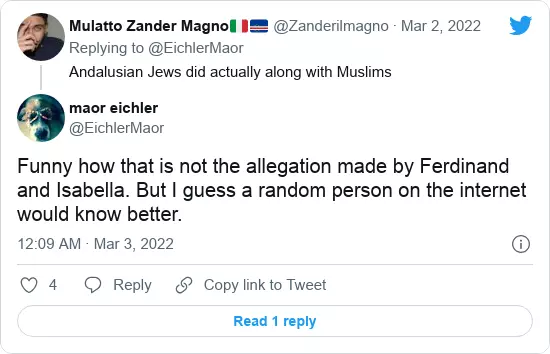 Mulatto Zander Magno🇮🇹🇨🇻 @Zanderilmagno · Mar 2, 2022
Replying to @EichlerMaor
Andalusian Jews did actually along with Muslims
maor eichler
@EichlerMaor
Funny how that is not the allegation made by Ferdinand
and Isabella. But I guess a random person on the internet
would know better.
12:09 AM · Mar 3, 2022
4 Reply Copy link to Tweet
Read 1 reply